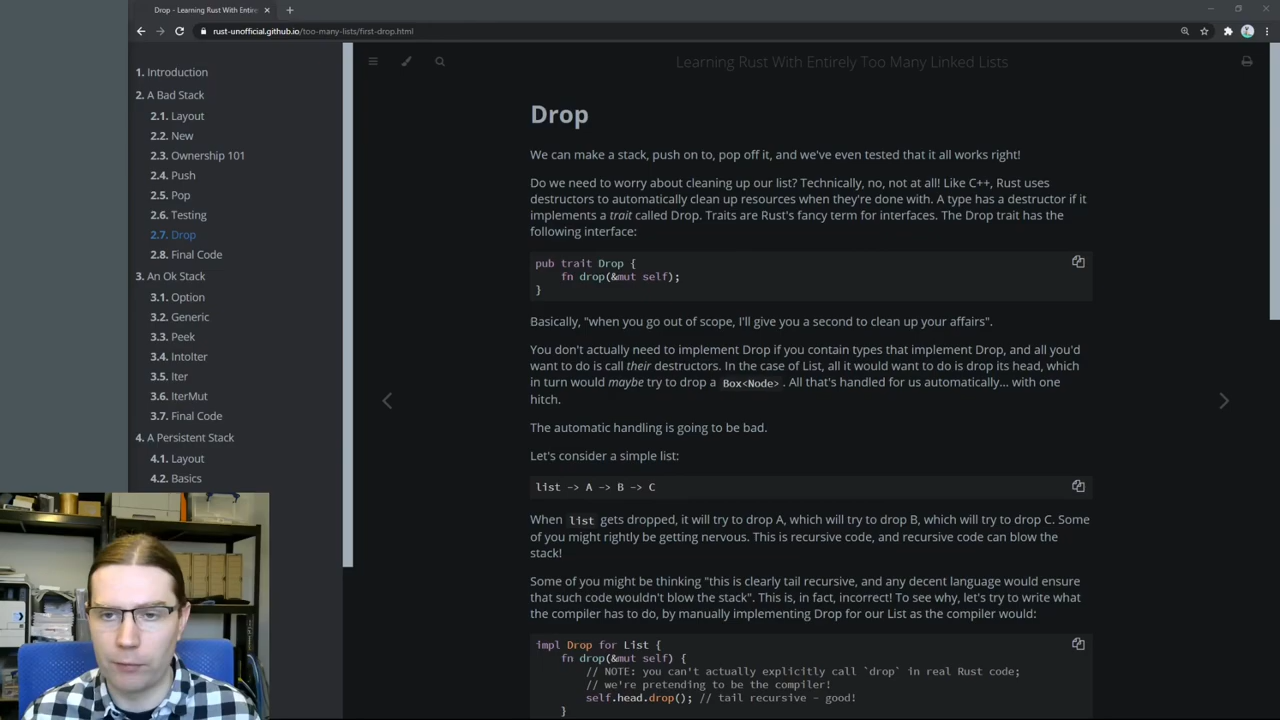 Drop - Learning Rust With Entire
rust-unofficial.github.io/too-many-lists/first-drop.html
1. Introduction
2. A Bad Stack
2.1. Layout
2.2. New
2.3. Ownership 101
2.4. Push
2.5. Pop
2.6. Testing
2.7. Drop
2.8. Final Code
3. An Ok Stack
3.1. Option
3.2. Generic
3.3. Peek
3.4. IntoIter
3.5. Iter
3.6. IterMut
3.7. Final Code
4. A Persistent Stack
4.1. Layout
4.2. Basics
Learning Rust With Entirely Too Many Linked Lists
Drop
We can make a stack, push on to, pop off it, and we've even tested that it all works right!
Do we need to worry about cleaning up our list? Technically, no, not at all! Like C++, Rust uses
destructors to automatically clean up resources when they're done with. A type has a destructor if it
implements a trait called Drop. Traits are Rust's fancy term for interfaces. The Drop trait has the
following interface:
pub trait Drop {
fn drop(&mut self);
}
Basically, "when you go out of scope, I'll give you a second to clean up your affairs".
You don't actually need to implement Drop if you contain types that implement Drop, and all you'd
want to do is call their destructors. In the case of List, all it would want to do is drop its head, which
in turn would maybe try to drop a Box<Node>. All that's handled for us automatically... with one
hitch.
The automatic handling is going to be bad.
Let's consider a simple list:
list -> A -> B -> C
When list gets dropped, it will try to drop A, which will try to drop B, which will try to drop C. Some
of you might rightly be getting nervous. This is recursive code, and recursive code can blow the
stack!
Some of you might be thinking "this is clearly tail recursive, and any decent language would ensure
that such code wouldn't blow the stack". This is, in fact, incorrect! To see why, let's try to write what
the compiler has to do, by manually implementing Drop for our List as the compiler would:
impl Drop for List {
fn drop(&mut self) {
// NOTE: you can't actually explicitly call `drop` in real Rust code;
// we're pretending to be the compiler!
self.head.drop(); // tail recursive - good!
}